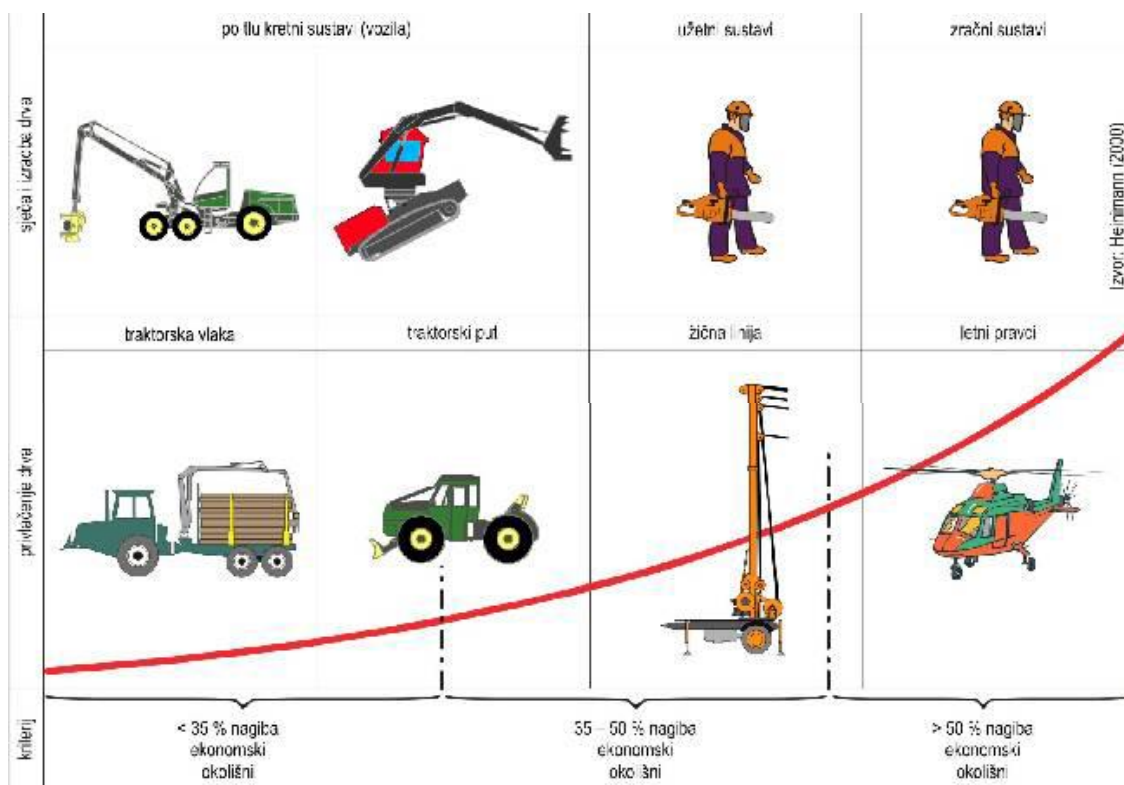 po tlu kretni sustavi (vozila)
užetni sustavi
zračni sustavi
sječa i izradba drva
Izvor: Heinimann (2000)
traktorska vlaka
traktorski put
žična linija
letni pravci
privlačenje drva
kriterij
< 35 % nagiba
ekonomski
okolišni
35 – 50 % nagiba
ekonomski
okolišni
> 50 % nagiba
ekonomski
okolišni